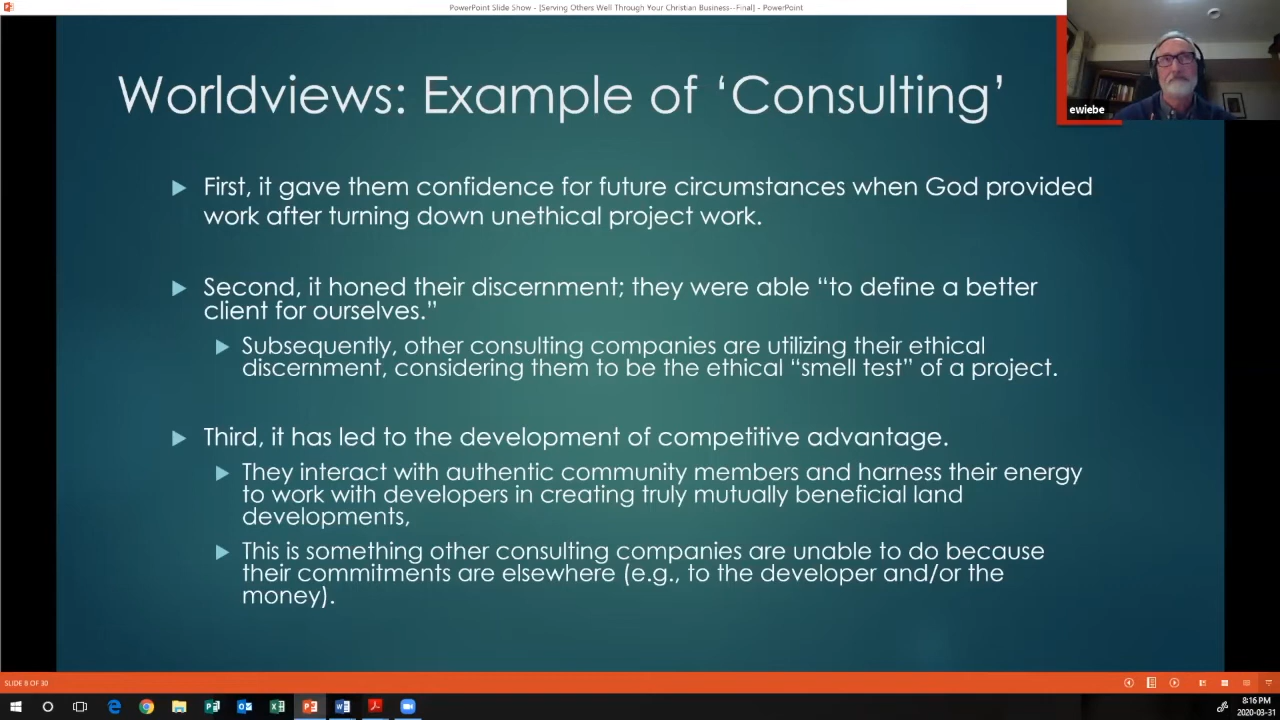 PowerPoint Slide Show - [Serving Others Well Through Your Christian Business--Final] - PowerPoint
ewiebe
Worldviews: Example of ‘Consulting’
First, it gave them confidence for future circumstances when God provided
work after turning down unethical project work.
Second, it honed their discernment; they were able “to define a better
client for ourselves.”
Subsequently, other consulting companies are utilizing their ethical
discernment, considering them to be the ethical “smell test” of a project.
Third, it has led to the development of competitive advantage.
They interact with authentic community members and harness their energy
to work with developers in creating truly mutually beneficial land
developments,
This is something other consulting companies are unable to do because
their commitments are elsewhere (e.g., to the developer and/or the
money).
SLIDE 8 OF 30
8:16 PM
2020-03-31